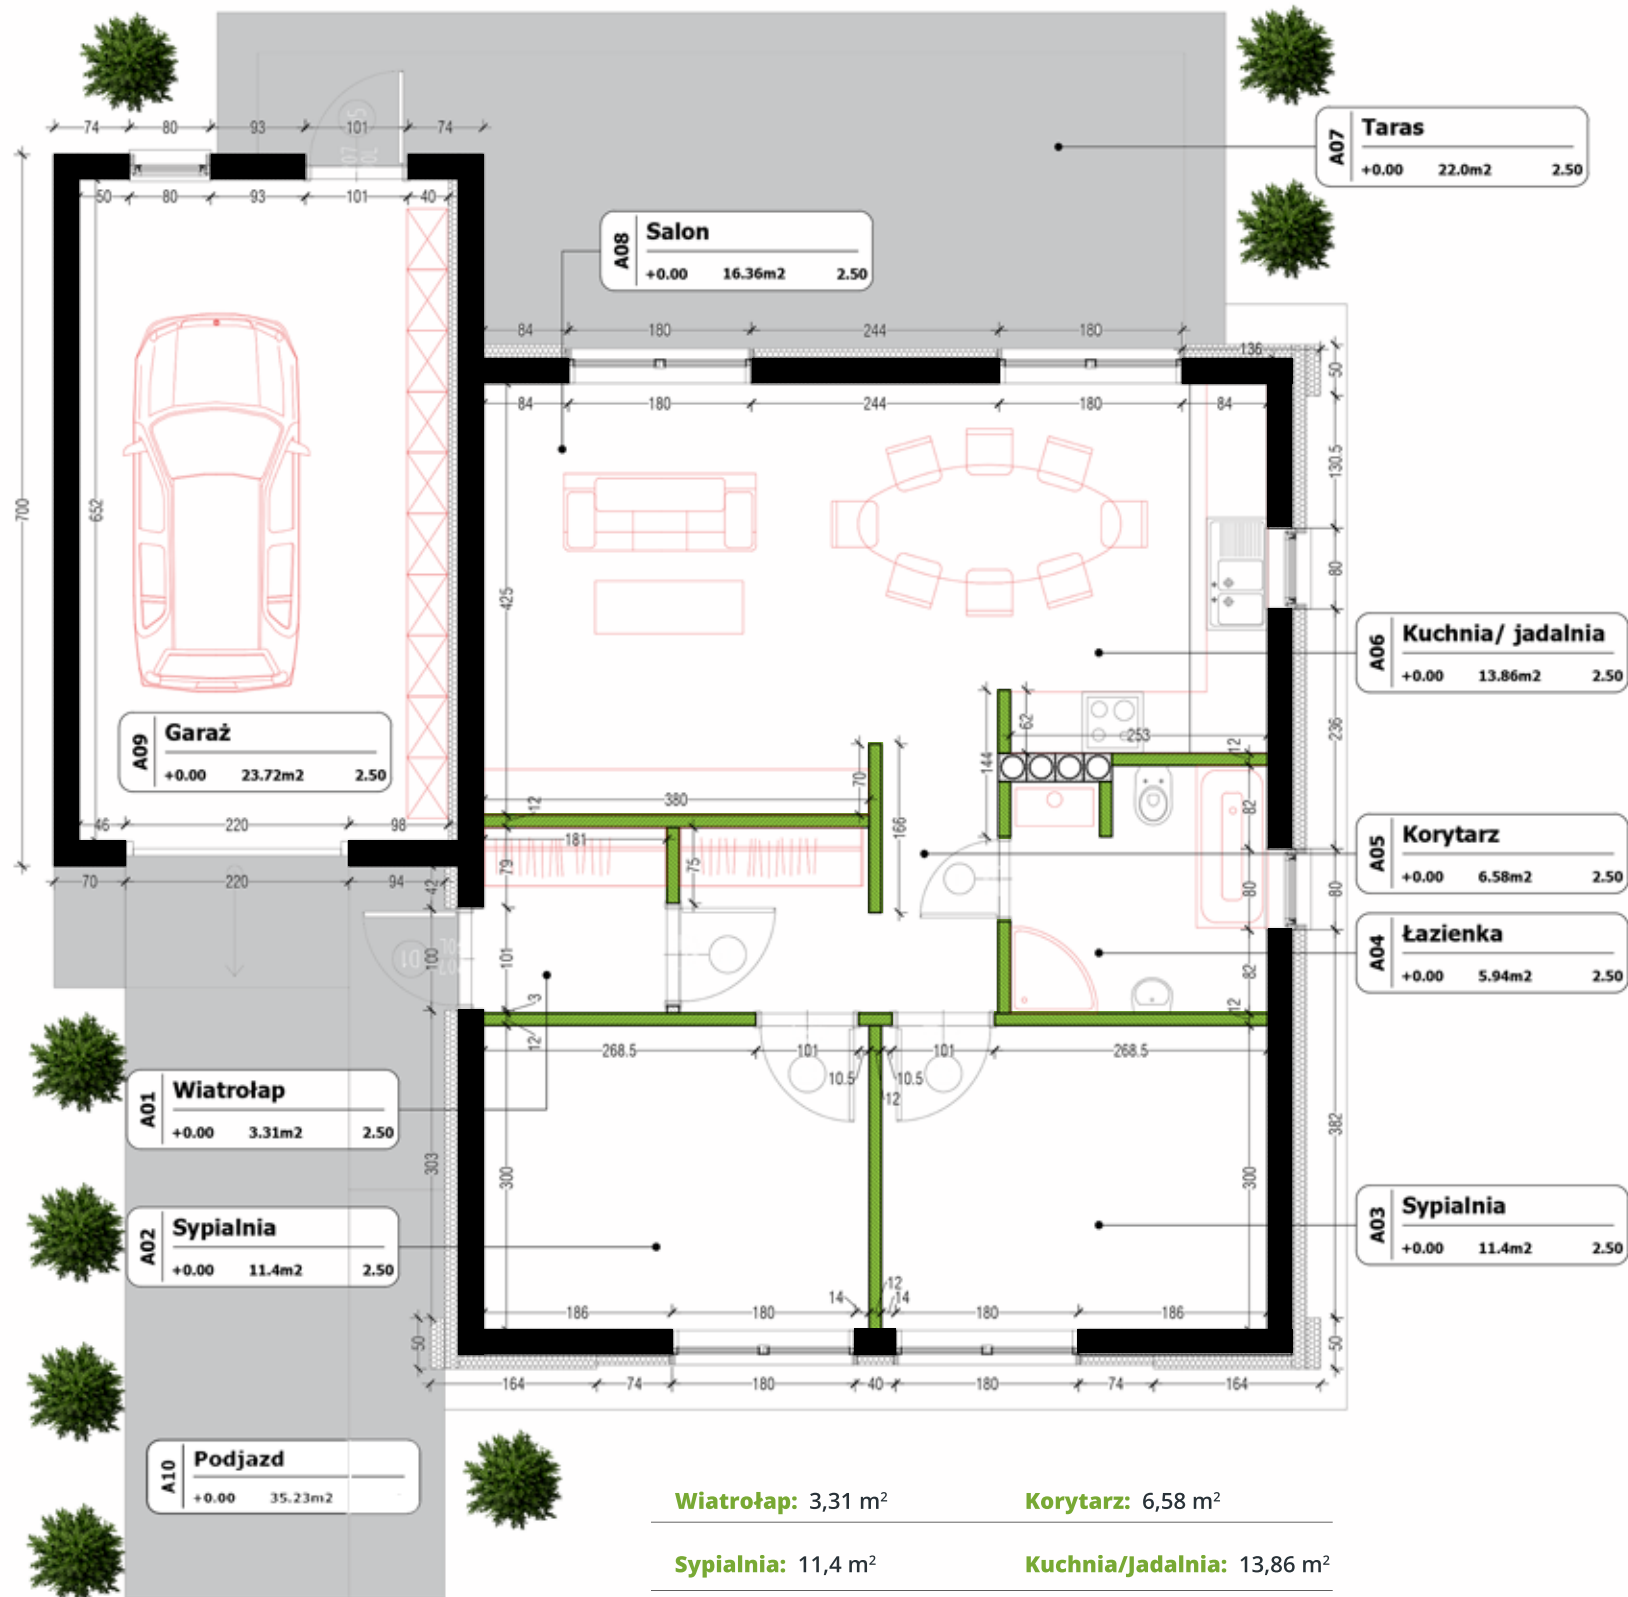 74 80 93 101 74
50 80 93 101 40
A07 Taras
+0.00 22.0m2 2.50
A08 Salon
+0.00 16.36m2 2.50
84 180 244 180
136
50
84 180 244 180 84
130.5
700
652
425
80
A06 Kuchnia/ jadalnia
+0.00 13.86m2 2.50
A09 Garaż
+0.00 23.72m2 2.50
62
144
253
12
236
70
380
12
46 220 98
181
166
82
A05 Korytarz
+0.00 6.58m2 2.50
79
75
70 220 94
42
80
80
A04 Łazienka
+0.00 5.94m2 2.50
100
101
82
3
12
12
268.5 101 101 268.5
10.5 10.5
12
A01 Wiatrołap
+0.00 3.31m2 2.50
382
303
300
300
A02 Sypialnia
+0.00 11.4m2 2.50
A03 Sypialnia
+0.00 11.4m2 2.50
12
14 14
186 180 180 186
50
50
164 74 180 40 180 74 164
A10 Podjazd
+0.00 35.23m2
Wiatrołap: 3,31 m² Korytarz: 6,58 m²
Sypialnia: 11,4 m² Kuchnia/Jadalnia: 13,86 m²